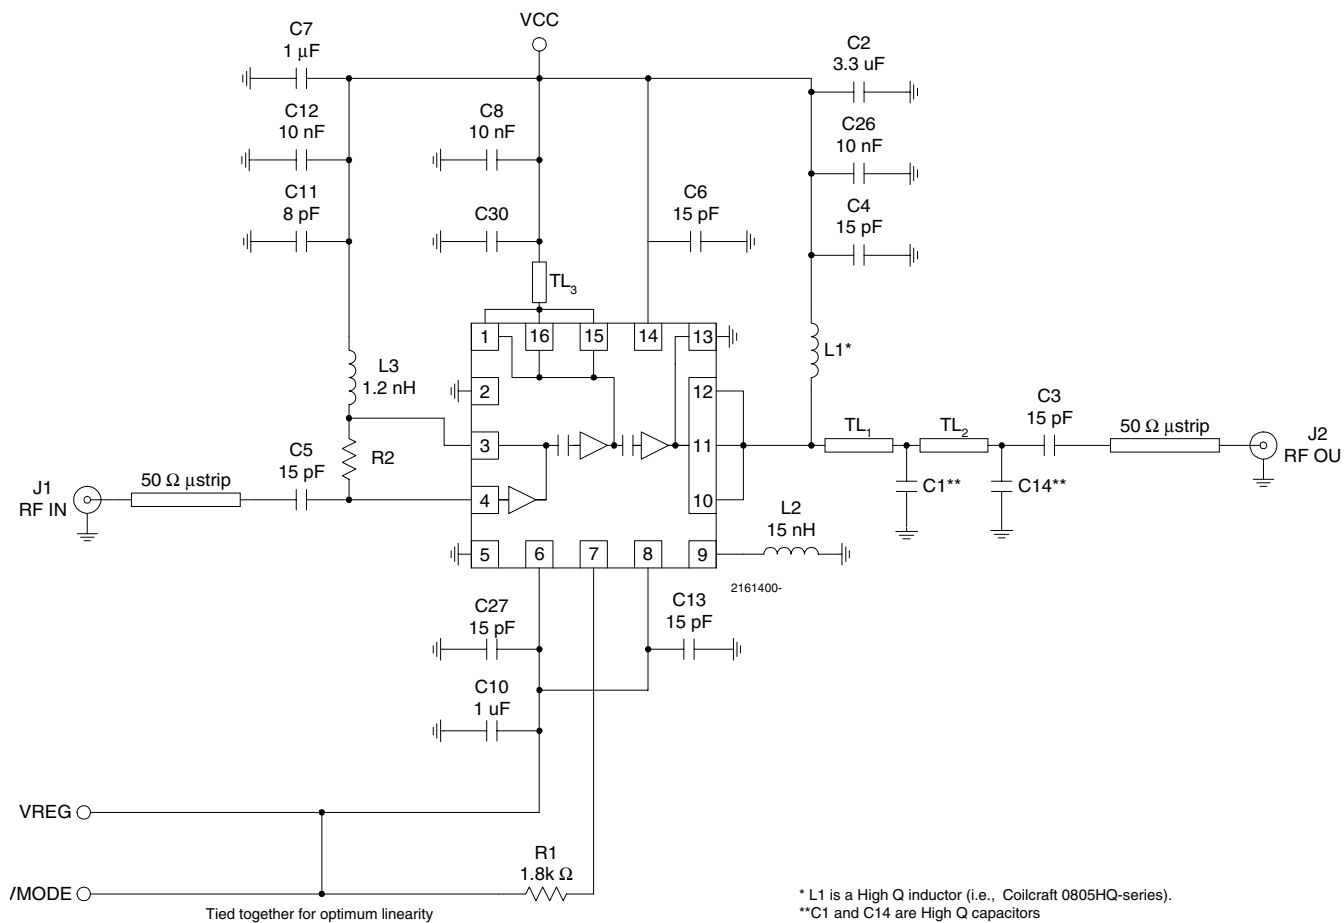 VCC
C7
1 µF
C2
3.3 uF
C12
10 nF
C8
10 nF
C26
10 nF
C11
8 pF
C30
C6
15 pF
C4
15 pF
TL3
1
16
15
14
13
L3
1.2 nH
L1*
2
12
3
11
TL1
TL2
C3
15 pF
50 Ω µstrip
J2
RF OU
R2
C5
15 pF
J1
RF IN
50 Ω µstrip
4
10
C1**
C14**
L2
15 nH
5
6
7
8
9
2161400-
C27
15 pF
C13
15 pF
C10
1 uF
VREG
R1
1.8k Ω
/MODE
Tied together for optimum linearity
* L1 is a High Q inductor (i.e., Coilcraft 0805HQ-series).
**C1 and C14 are High Q capacitors